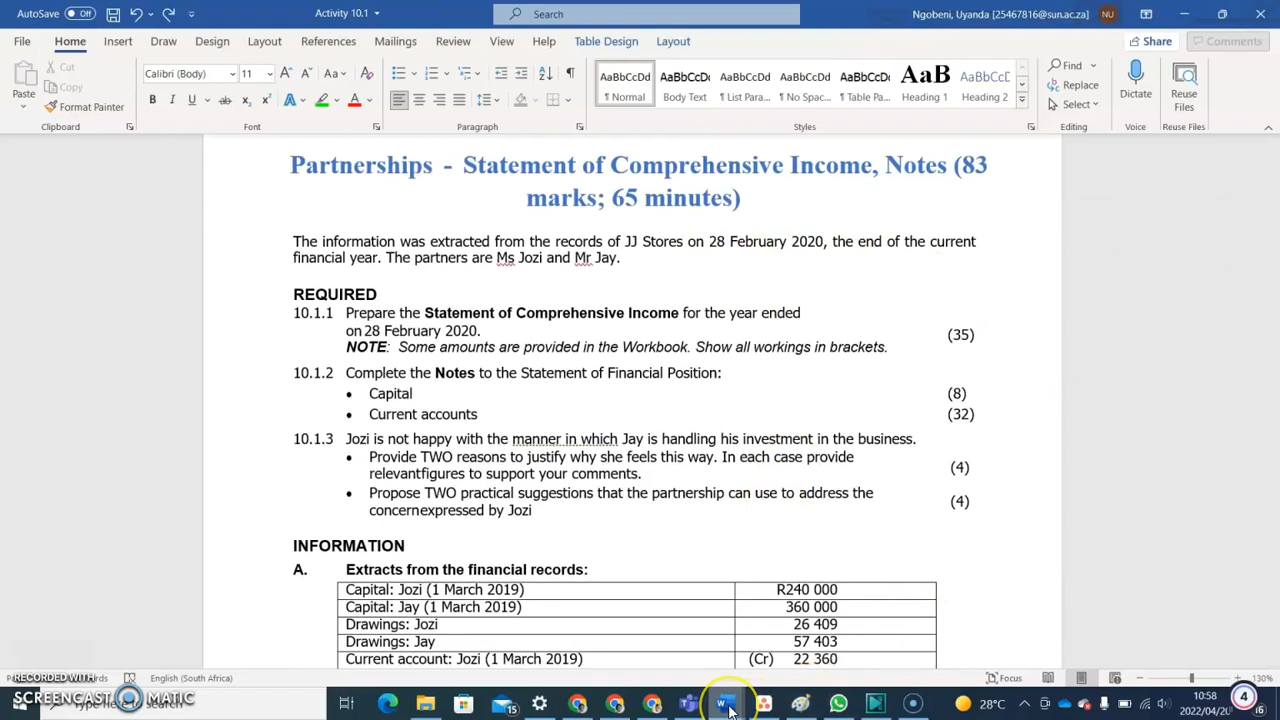 AutoSave Off Activity 10.1 Search Ngobeni, Uyanda (25467816@sun.ac.za) NU
File Home Insert Draw Design Layout References Mailings Review View Help Table Design Layout Share Comments
Paste Cut Copy Format Painter
Calibri (Body) 11
AaBbCcDd AaBbCcDc AaBbCcDd AaBbCcDd AaBbCcDd AaB AaBbCcD
¶ Normal Body Text ¶ List Para... ¶ No Spac... ¶ Table Pa... Heading 1 Heading 2
Find Replace Select Dictate Reuse Files
Clipboard Font Paragraph Styles Editing Voice Reuse Files
Partnerships - Statement of Comprehensive Income, Notes (83
marks; 65 minutes)
The information was extracted from the records of JJ Stores on 28 February 2020, the end of the current
financial year. The partners are Ms Jozi and Mr Jay.
REQUIRED
10.1.1 Prepare the Statement of Comprehensive Income for the year ended
on 28 February 2020. (35)
NOTE: Some amounts are provided in the Workbook. Show all workings in brackets.
10.1.2 Complete the Notes to the Statement of Financial Position:
• Capital (8)
• Current accounts (32)
10.1.3 Jozi is not happy with the manner in which Jay is handling his investment in the business.
• Provide TWO reasons to justify why she feels this way. In each case provide
relevantfigures to support your comments. (4)
• Propose TWO practical suggestions that the partnership can use to address the
concernexpressed by Jozi (4)
INFORMATION
A. Extracts from the financial records:
Capital: Jozi (1 March 2019) R240 000
Capital: Jay (1 March 2019) 360 000
Drawings: Jozi 26 409
Drawings: Jay 57 403
Current account: Jozi (1 March 2019) (Cr) 22 360
English (South Africa) Focus 130%
RECORDED WITH
SCREENCAST MATIC
15 28°C 10:58
2022/04/20 4